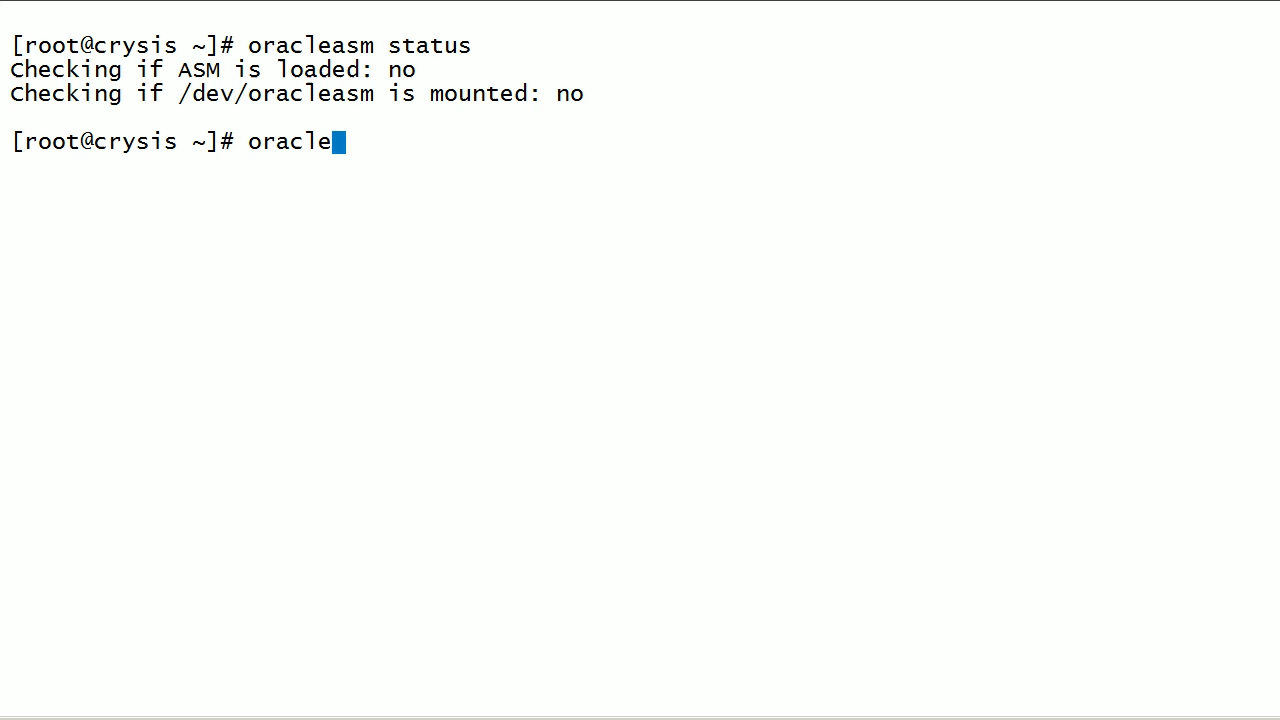 [root@crysis ~]# oracleasm status
Checking if ASM is loaded: no
Checking if /dev/oracleasm is mounted: no
[root@crysis ~]# oracle